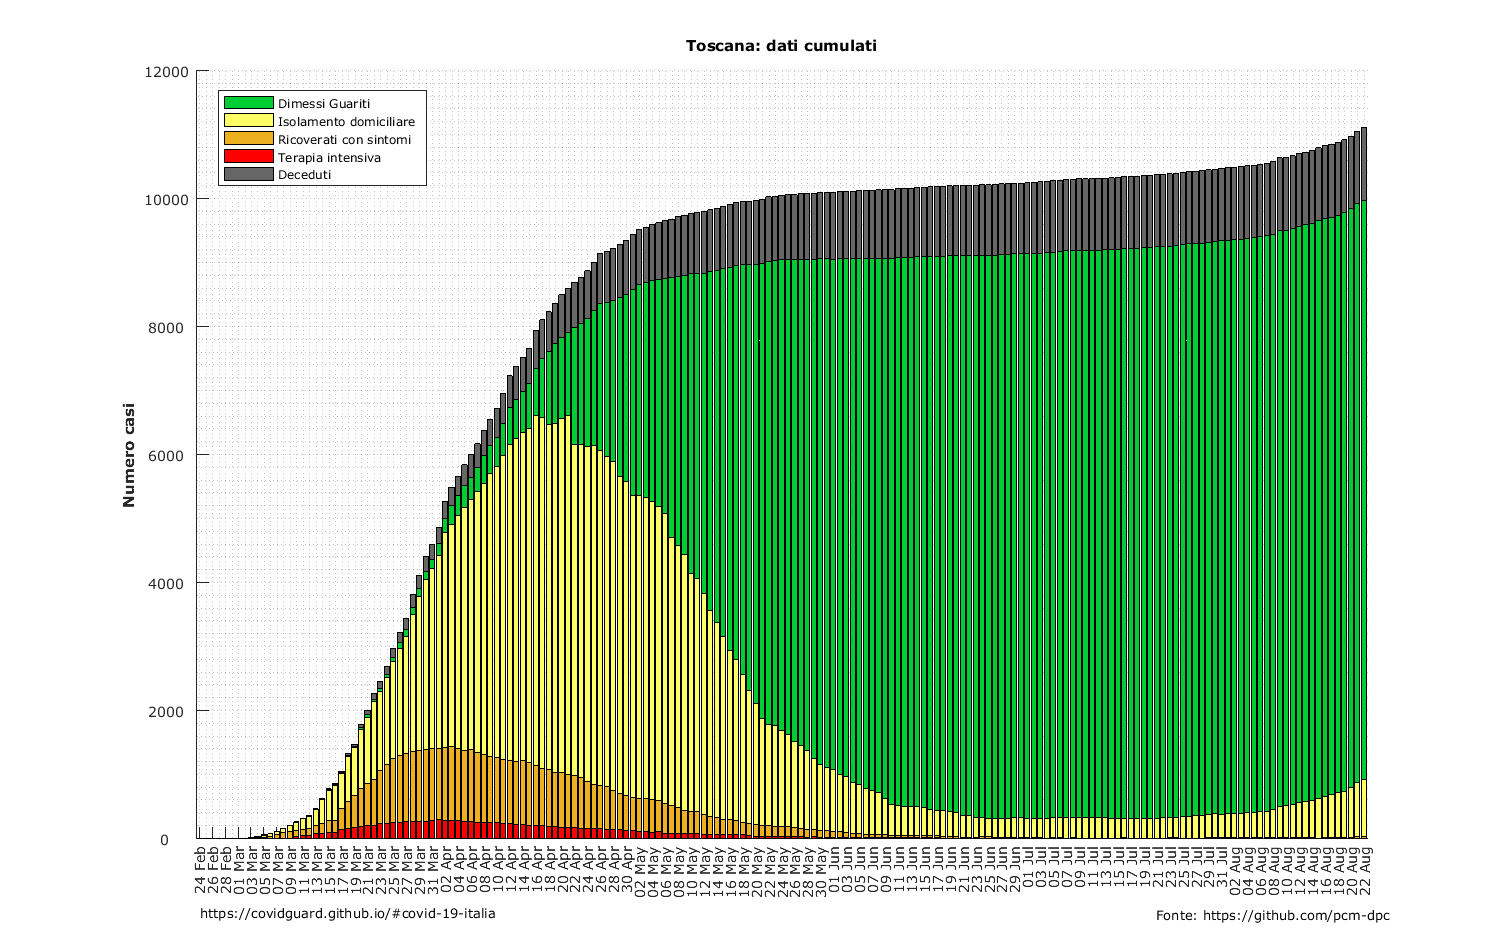 Toscana: dati cumulati
12000
10000
8000
6000
4000
2000
0
Numero casi
Dimessi Guariti
Isolamento domiciliare
Ricoverati con sintomi
Terapia intensiva
Deceduti
24 Feb
26 Feb
28 Feb
01 Mar
03 Mar
05 Mar
07 Mar
09 Mar
11 Mar
13 Mar
15 Mar
17 Mar
19 Mar
21 Mar
23 Mar
25 Mar
27 Mar
29 Mar
31 Mar
02 Apr
04 Apr
06 Apr
08 Apr
10 Apr
12 Apr
14 Apr
16 Apr
18 Apr
20 Apr
22 Apr
24 Apr
26 Apr
28 Apr
30 Apr
02 May
04 May
06 May
08 May
10 May
12 May
14 May
16 May
18 May
20 May
22 May
24 May
26 May
28 May
30 May
01 Jun
03 Jun
05 Jun
07 Jun
09 Jun
11 Jun
13 Jun
15 Jun
17 Jun
19 Jun
21 Jun
23 Jun
25 Jun
27 Jun
29 Jun
01 Jul
03 Jul
05 Jul
07 Jul
09 Jul
11 Jul
13 Jul
15 Jul
17 Jul
19 Jul
21 Jul
23 Jul
25 Jul
27 Jul
29 Jul
31 Jul
02 Aug
04 Aug
06 Aug
08 Aug
10 Aug
12 Aug
14 Aug
16 Aug
18 Aug
20 Aug
22 Aug
https://covidguard.github.io/#covid-19-italia
Fonte: https://github.com/pcm-dpc